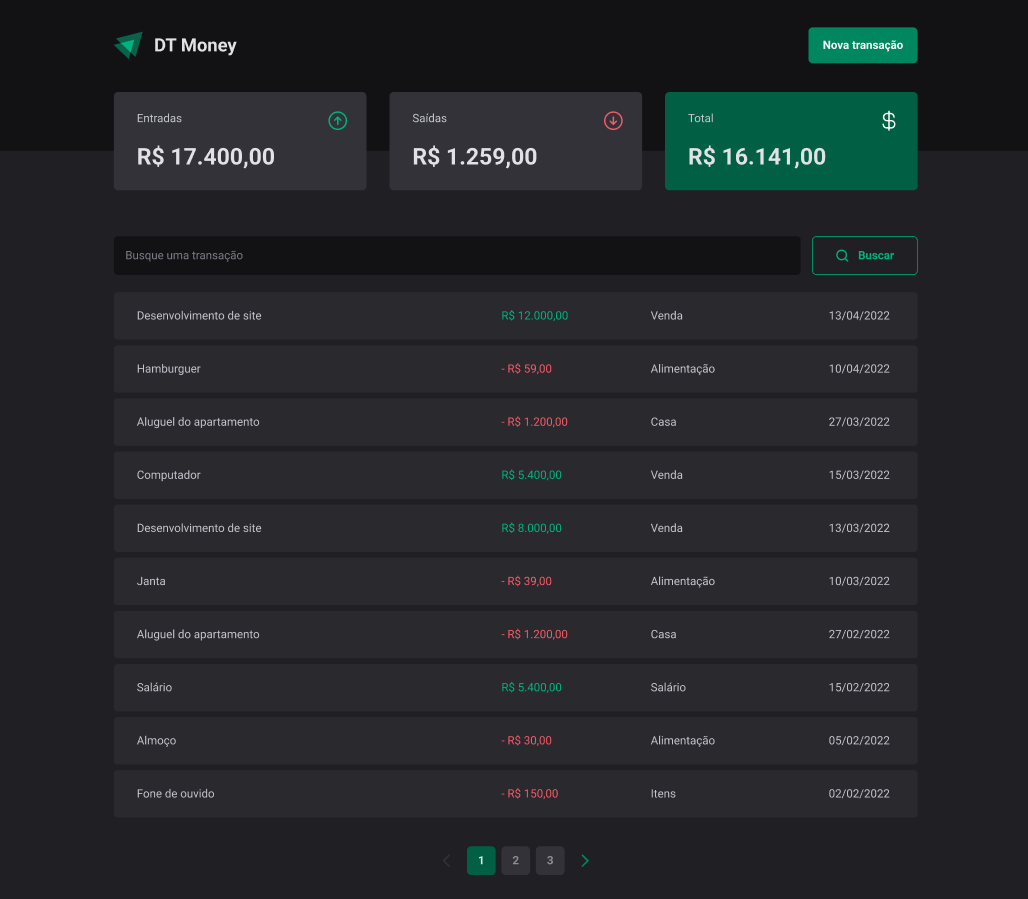 DT Money
Nova transação
Entradas
R$ 17.400,00
Saídas
R$ 1.259,00
Total
R$ 16.141,00
Busque uma transação
Buscar
Desenvolvimento de site R$ 12.000,00 Venda 13/04/2022
Hamburguer - R$ 59,00 Alimentação 10/04/2022
Aluguel do apartamento - R$ 1.200,00 Casa 27/03/2022
Computador R$ 5.400,00 Venda 15/03/2022
Desenvolvimento de site R$ 8.000,00 Venda 13/03/2022
Janta - R$ 39,00 Alimentação 10/03/2022
Aluguel do apartamento - R$ 1.200,00 Casa 27/02/2022
Salário R$ 5.400,00 Salário 15/02/2022
Almoço - R$ 30,00 Alimentação 05/02/2022
Fone de ouvido - R$ 150,00 Itens 02/02/2022
1 2 3